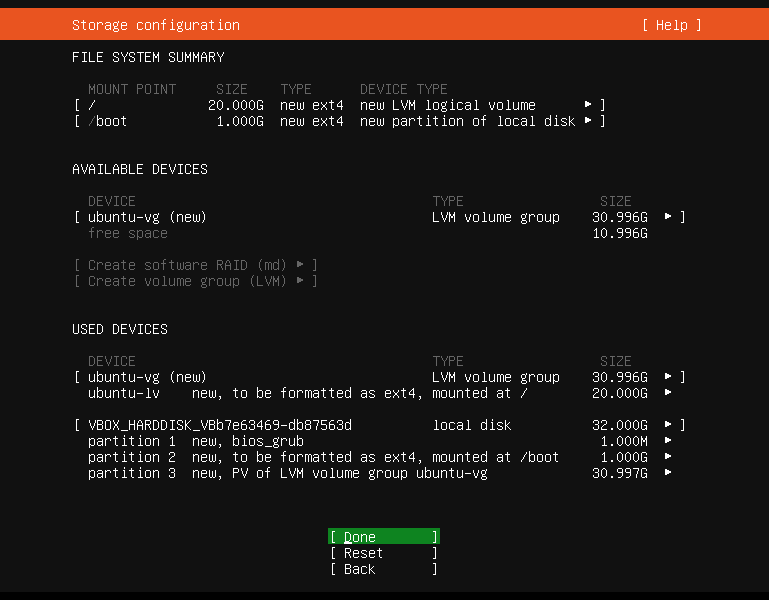 Storage configuration [ Help ]
FILE SYSTEM SUMMARY
MOUNT POINT SIZE TYPE DEVICE TYPE
[ / 20.000G new ext4 new LVM logical volume ▸ ]
[ /boot 1.000G new ext4 new partition of local disk ▸ ]
AVAILABLE DEVICES
DEVICE TYPE SIZE
[ ubuntu-vg (new) LVM volume group 30.996G ▸ ]
free space 10.996G
[ Create software RAID (md) ▸ ]
[ Create volume group (LVM) ▸ ]
USED DEVICES
DEVICE TYPE SIZE
[ ubuntu-vg (new) LVM volume group 30.996G ▸ ]
ubuntu-lv new, to be formatted as ext4, mounted at / 20.000G ▸
[ VBOX_HARDDISK_VBb7e63469-db87563d local disk 32.000G ▸ ]
partition 1 new, bios_grub 1.000M ▸
partition 2 new, to be formatted as ext4, mounted at /boot 1.000G ▸
partition 3 new, PV of LVM volume group ubuntu-vg 30.997G ▸
[ Done ]
[ Reset ]
[ Back ]